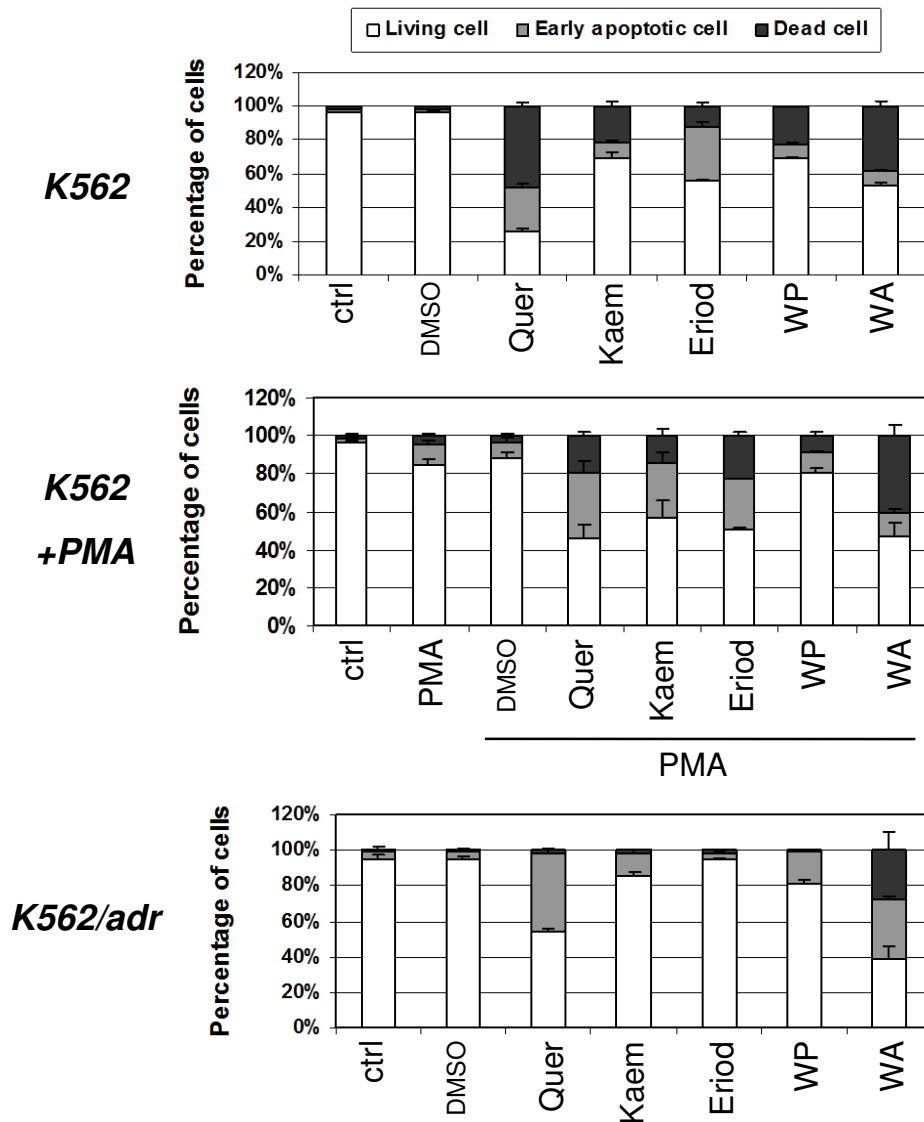 Living cell Early apoptotic cell Dead cell
K562
Percentage of cells
120%
100%
80%
60%
40%
20%
0%
ctrl DMSO Quer Kaem Eriod WP WA
K562
+PMA
Percentage of cells
120%
100%
80%
60%
40%
20%
0%
ctrl PMA DMSO Quer Kaem Eriod WP WA
PMA
K562/adr
Percentage of cells
120%
100%
80%
60%
40%
20%
0%
ctrl DMSO Quer Kaem Eriod WP WA